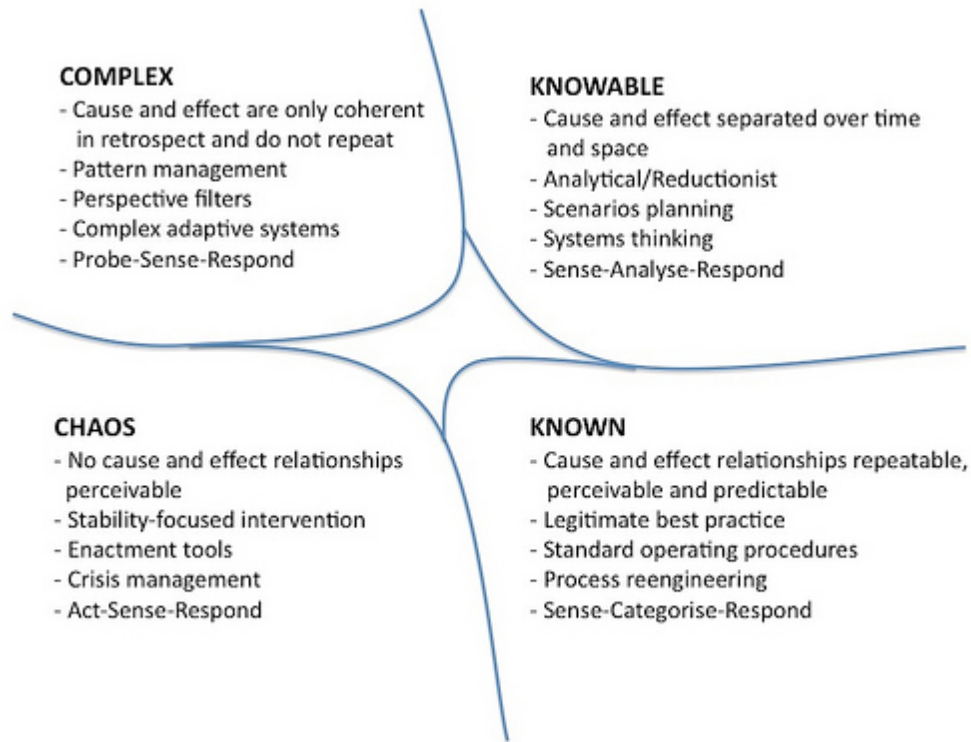 COMPLEX
- Cause and effect are only coherent
in retrospect and do not repeat
- Pattern management
- Perspective filters
- Complex adaptive systems
- Probe-Sense-Respond
KNOWABLE
- Cause and effect separated over time
and space
- Analytical/Reductionist
- Scenarios planning
- Systems thinking
- Sense-Analyse-Respond
CHAOS
- No cause and effect relationships
perceivable
- Stability-focused intervention
- Enactment tools
- Crisis management
- Act-Sense-Respond
KNOWN
- Cause and effect relationships repeatable,
perceivable and predictable
- Legitimate best practice
- Standard operating procedures
- Process reengineering
- Sense-Categorise-Respond